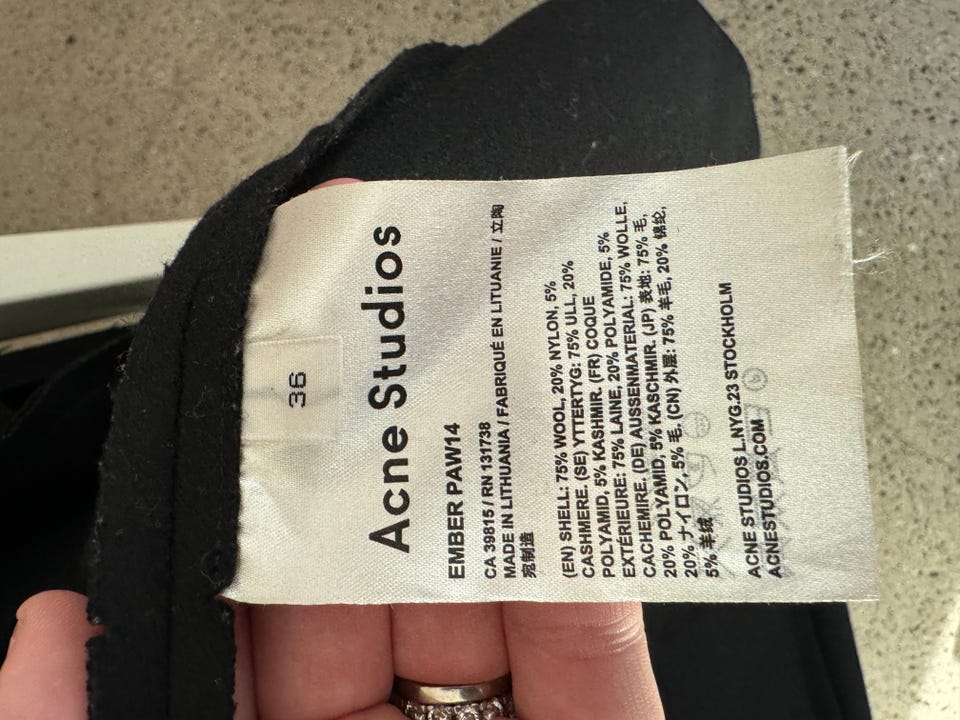 36
Acne Studios
EMBER PAW14
CA 39815 / RN 131738
MADE IN LITHUANIA / FABRIQUÉ EN LITUANIE / 立陶
宛制造
(EN) SHELL: 75% WOOL, 20% NYLON, 5%
CASHMERE. (SE) YTTERTYG: 75% ULL, 20%
POLYAMID, 5% KASHMIR. (FR) COQUE
EXTÉRIEURE: 75% LAINE, 20% POLYAMIDE, 5%
CACHEMIRE. (DE) AUSSENMATERIAL: 75% WOLLE,
20% POLYAMID, 5% KASCHMIR. (JP) 表地: 75% 毛,
20% ナイロン, 5% 毛. (CN) 外层: 75% 羊毛, 20% 锦纶,
5% 羊绒
ACNE STUDIOS L.NYG.23 STOCKHOLM
ACNESTUDIOS.COM